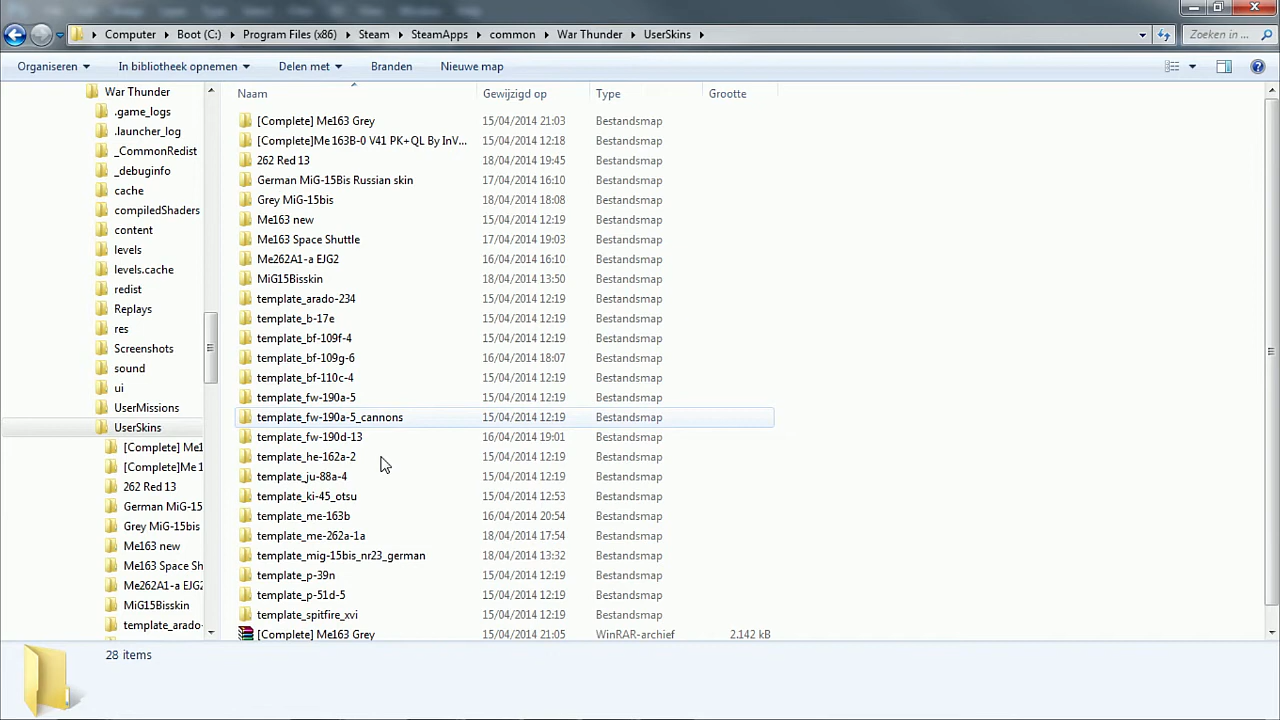 Computer Boot (C:) Program Files (x86) Steam SteamApps common War Thunder UserSkins Zoeken ...
Organiseren In bibliotheek opnemen Delen met Branden Nieuwe map
War Thunder
.game_logs
.launcher_log
_CommonRedist
_debuginfo
cache
compiledShaders
content
levels
levels.cache
redist
Replays
res
Screenshots
sound
ui
UserMissions
UserSkins
[Complete] Me1
[Complete]Me 1
262 Red 13
German MiG-15
Grey MiG-15bis
Me163 new
Me163 Space Sh
Me262A1-a EJG2
MiG15Bisskin
template_arado-
Naam Gewijzigd op Type Grootte
[Complete] Me163 Grey 15/04/2014 21:03 Bestandsmap
[Complete]Me 163B-0 V41 PK+QL By InV... 15/04/2014 12:18 Bestandsmap
262 Red 13 18/04/2014 19:45 Bestandsmap
German MiG-15Bis Russian skin 17/04/2014 16:10 Bestandsmap
Grey MiG-15bis 18/04/2014 18:08 Bestandsmap
Me163 new 15/04/2014 12:19 Bestandsmap
Me163 Space Shuttle 17/04/2014 19:03 Bestandsmap
Me262A1-a EJG2 16/04/2014 16:10 Bestandsmap
MiG15Bisskin 18/04/2014 13:50 Bestandsmap
template_arado-234 15/04/2014 12:19 Bestandsmap
template_b-17e 15/04/2014 12:19 Bestandsmap
template_bf-109f-4 15/04/2014 12:19 Bestandsmap
template_bf-109g-6 16/04/2014 18:07 Bestandsmap
template_bf-110c-4 15/04/2014 12:19 Bestandsmap
template_fw-190a-5 15/04/2014 12:19 Bestandsmap
template_fw-190a-5_cannons 15/04/2014 12:19 Bestandsmap
template_fw-190d-13 16/04/2014 19:01 Bestandsmap
template_he-162a-2 15/04/2014 12:19 Bestandsmap
template_ju-88a-4 15/04/2014 12:19 Bestandsmap
template_ki-45_otsu 15/04/2014 12:53 Bestandsmap
template_me-163b 16/04/2014 20:54 Bestandsmap
template_me-262a-1a 18/04/2014 17:54 Bestandsmap
template_mig-15bis_nr23_german 18/04/2014 13:32 Bestandsmap
template_p-39n 15/04/2014 12:19 Bestandsmap
template_p-51d-5 15/04/2014 12:19 Bestandsmap
template_spitfire_xvi 15/04/2014 12:19 Bestandsmap
[Complete] Me163 Grey 15/04/2014 21:05 WinRAR-archief 2.142 kB
28 items